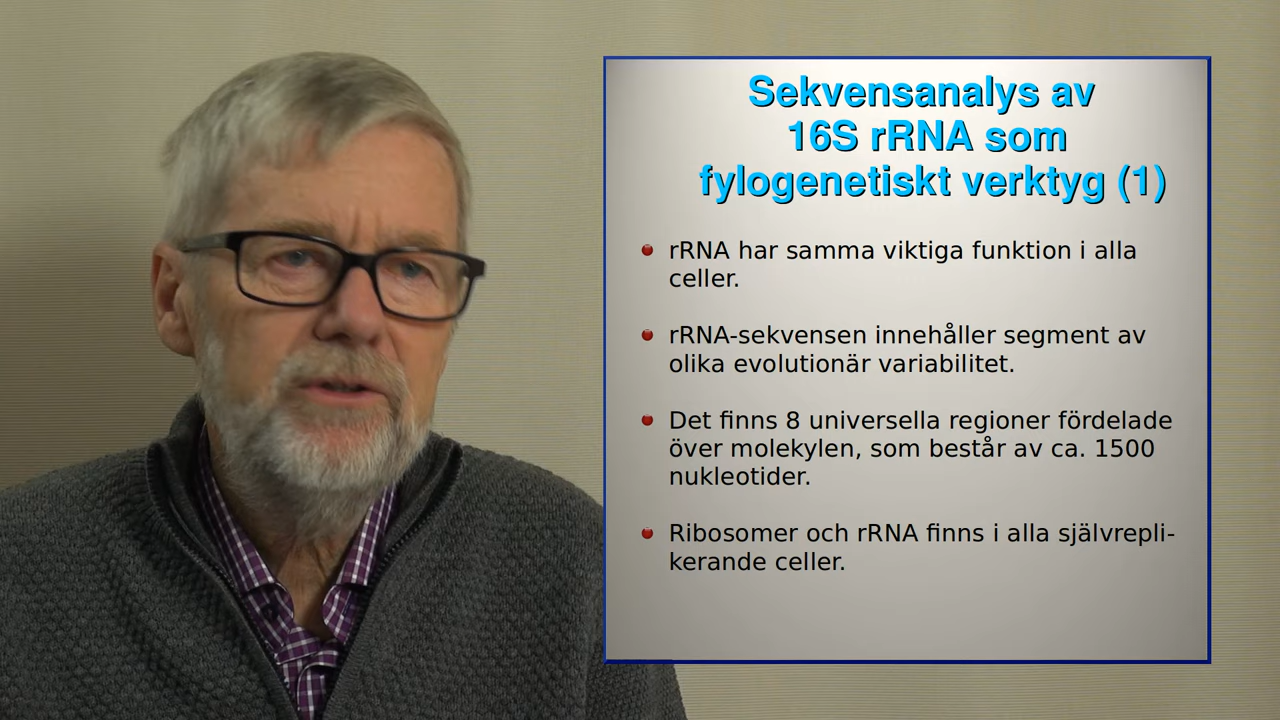 Sekvensanalys av
16S rRNA som
fylogenetiskt verktyg (1)
rRNA har samma viktiga funktion i alla
celler.
rRNA-sekvensen innehåller segment av
olika evolutionär variabilitet.
Det finns 8 universella regioner fördelade
över molekylen, som består av ca. 1500
nukleotider.
Ribosomer och rRNA finns i alla självrepli-
kerande celler.